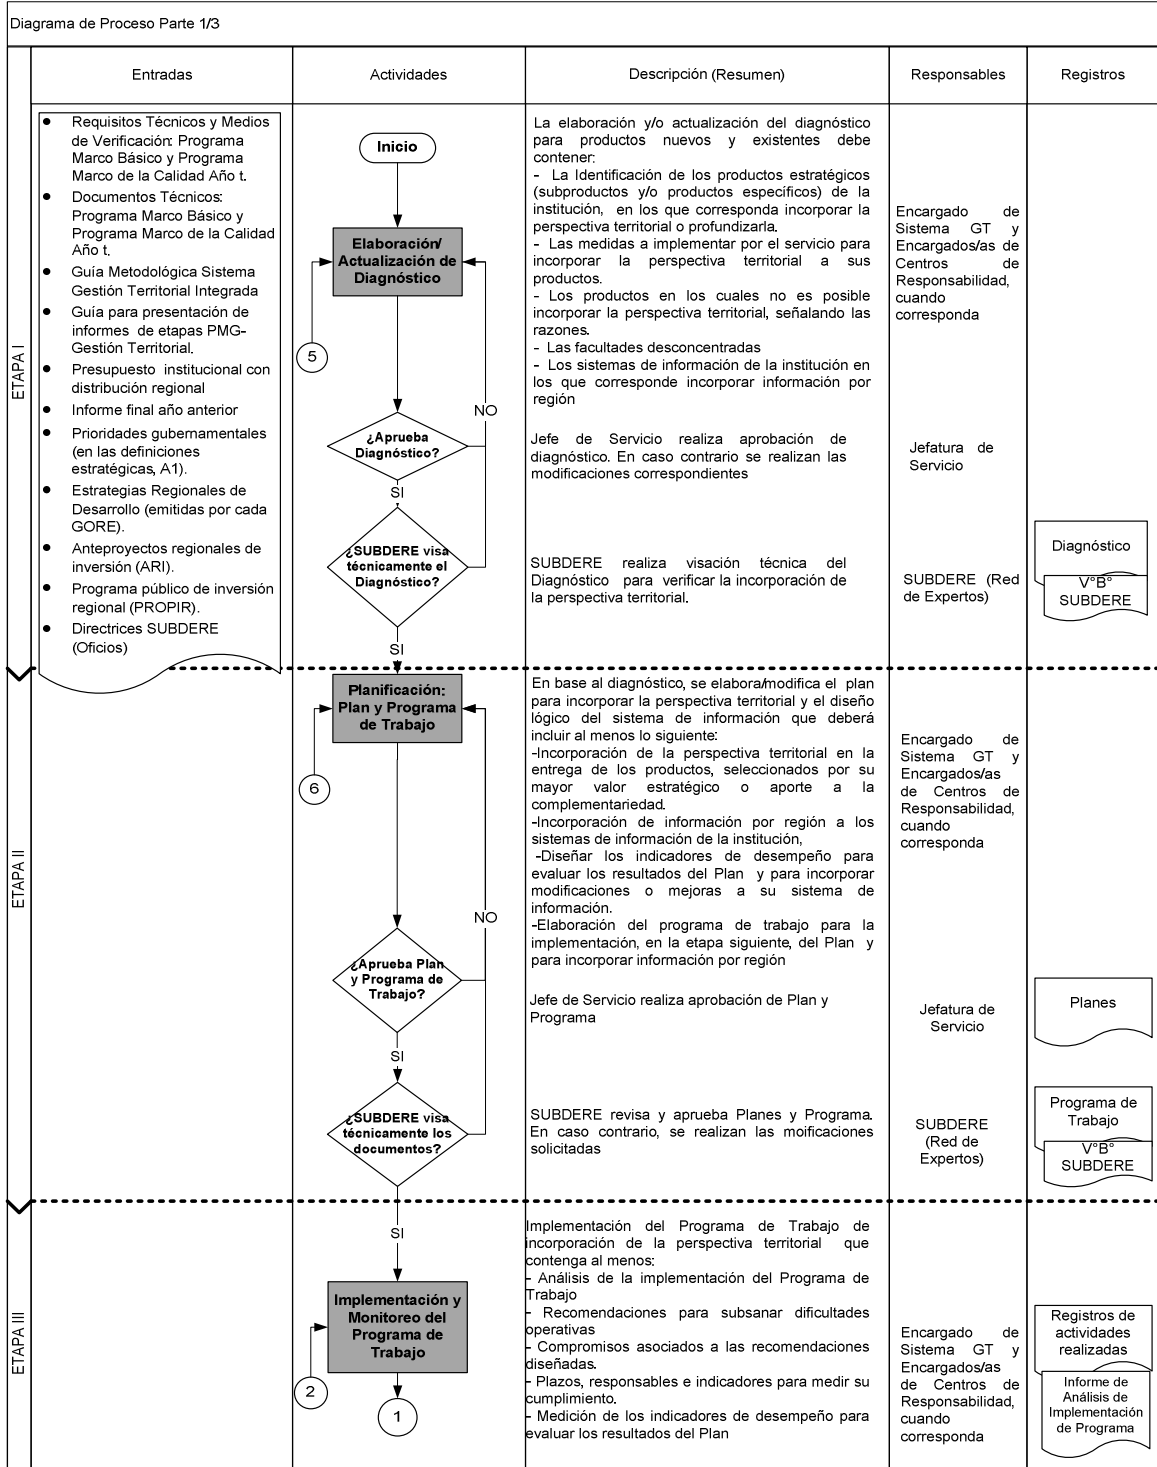 Diagrama de Proceso Parte 1/3
Entradas
Actividades
Descripción (Resumen)
Responsables
Registros
ETAPA I
● Requisitos Técnicos y Medios
de Verificación: Programa
Marco Básico y Programa
Marco de la Calidad Año t.
● Documentos Técnicos:
Programa Marco Básico y
Programa Marco de la Calidad
Año t.
● Guía Metodológica Sistema
Gestión Territorial Integrada
● Guía para presentación de
informes de etapas PMG-
Gestión Territorial.
● Presupuesto institucional con
distribución regional
● Informe final año anterior
● Prioridades gubernamentales
(en las definiciones
estratégicas, A1).
● Estrategias Regionales de
Desarrollo (emitidas por cada
GORE).
● Anteproyectos regionales de
inversión (ARI).
● Programa público de inversión
regional (PROPIR).
● Directrices SUBDERE
(Oficios)
Inicio
Elaboración/
Actualización de
Diagnóstico
5
NO
¿Aprueba
Diagnóstico?
SI
¿SUBDERE visa
técnicamente el
Diagnóstico?
SI
La elaboración y/o actualización del diagnóstico
para productos nuevos y existentes debe
contener:
- La Identificación de los productos estratégicos
(subproductos y/o productos específicos) de la
institución, en los que corresponda incorporar la
perspectiva territorial o profundizarla.
- Las medidas a implementar por el servicio para
incorporar la perspectiva territorial a sus
productos.
- Los productos en los cuales no es posible
incorporar la perspectiva territorial, señalando las
razones.
- Las facultades desconcentradas
- Los sistemas de información de la institución en
los que corresponde incorporar información por
región
Jefe de Servicio realiza aprobación de
diagnóstico. En caso contrario se realizan las
modificaciones correspondientes
SUBDERE realiza visación técnica del
Diagnóstico para verificar la incorporación de
la perspectiva territorial.
Encargado de
Sistema GT y
Encargados/as de
Centros de
Responsabilidad,
cuando
corresponda
Jefatura de
Servicio
SUBDERE (Red
de Expertos)
Diagnóstico
V°B°
SUBDERE
ETAPA II
Planificación:
Plan y Programa
de Trabajo
6
NO
¿Aprueba Plan
y Programa de
Trabajo?
SI
¿SUBDERE visa
técnicamente los
documentos?
En base al diagnóstico, se elabora/modifica el plan
para incorporar la perspectiva territorial y el diseño
lógico del sistema de información que deberá
incluir al menos lo siguiente:
-Incorporación de la perspectiva territorial en la
entrega de los productos, seleccionados por su
mayor valor estratégico o aporte a la
complementariedad.
-Incorporación de información por región a los
sistemas de información de la institución,
-Diseñar los indicadores de desempeño para
evaluar los resultados del Plan y para incorporar
modificaciones o mejoras a su sistema de
información.
-Elaboración del programa de trabajo para la
implementación, en la etapa siguiente, del Plan y
para incorporar información por región
Jefe de Servicio realiza aprobación de Plan y
Programa
SUBDERE revisa y aprueba Planes y Programa.
En caso contrario, se realizan las moificaciones
solicitadas
Encargado de
Sistema GT y
Encargados/as
de Centros de
Responsabilidad,
cuando
corresponda
Jefatura de
Servicio
SUBDERE
(Red de
Expertos)
Planes
Programa de
Trabajo
V°B°
SUBDERE
ETAPA III
SI
Implementación y
Monitoreo del
Programa de
Trabajo
2
1
Implementación del Programa de Trabajo de
incorporación de la perspectiva territorial que
contenga al menos:
- Análisis de la implementación del Programa de
Trabajo
- Recomendaciones para subsanar dificultades
operativas
- Compromisos asociados a las recomendaciones
diseñadas.
- Plazos, responsables e indicadores para medir su
cumplimiento.
- Medición de los indicadores de desempeño para
evaluar los resultados del Plan
Encargado de
Sistema GT y
Encargados/as
de Centros de
Responsabilidad,
cuando
corresponda
Registros de
actividades
realizadas
Informe de
Análisis de
Implementación
de Programa